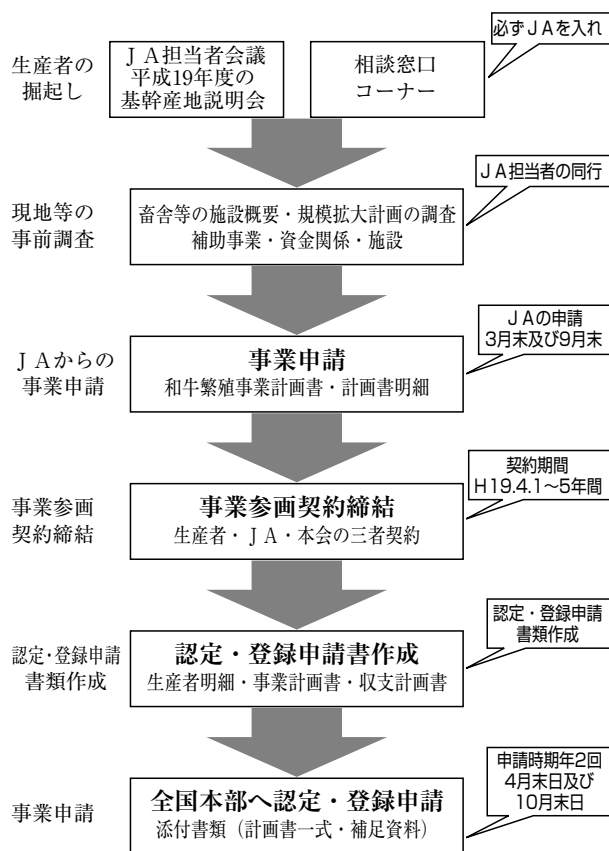 必ずＪＡを入れ
生産者の
掘起し
ＪＡ担当者会議
平成19年度の
基幹産地説明会
相談窓口
コーナー
ＪＡ担当者の同行
現地等の
事前調査
畜舎等の施設概要・規模拡大計画の調査
補助事業・資金関係・施設
ＪＡの申請
3月末及び9月末
ＪＡからの
事業申請
事業申請
和牛繁殖事業計画書・計画書明細
契約期間
Ｈ19.4.1〜5年間
事業参画
契約締結
事業参画契約締結
生産者・ＪＡ・本会の三者契約
認定・登録申請
書類作成
認定・登録申請
書類作成
認定・登録申請書作成
生産者明細・事業計画書・収支計画書
申請時期年2回
4月末日及び
10月末日
事業申請
全国本部へ認定・登録申請
添付書類（計画書一式・補足資料）